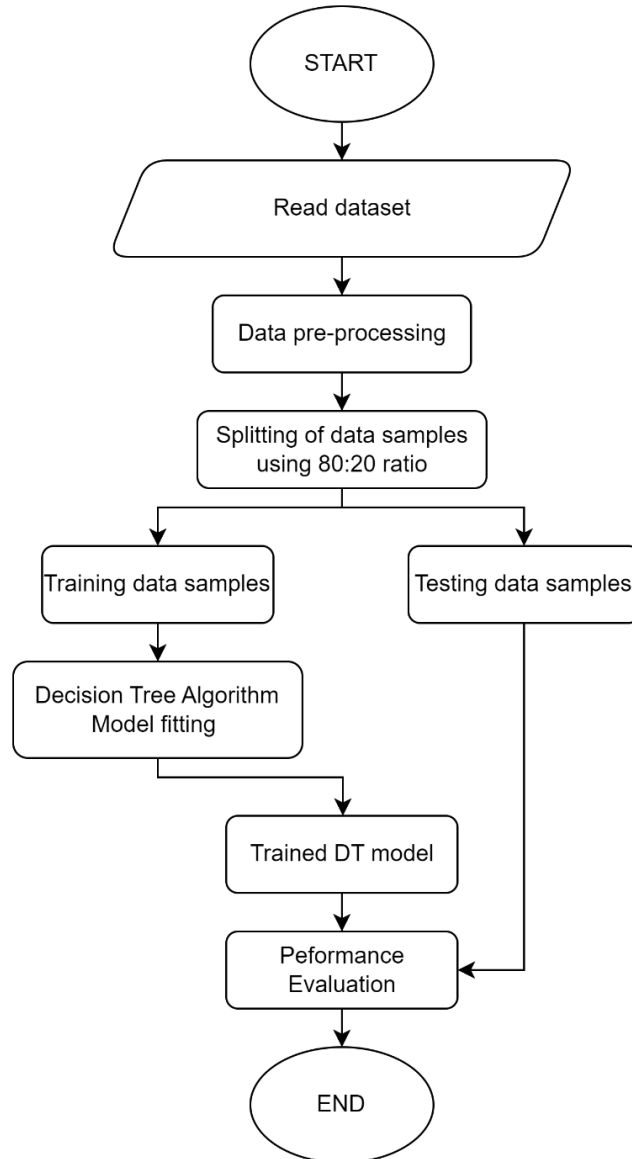 START
Read dataset
Data pre-processing
Splitting of data samples
using 80:20 ratio
Training data samples
Testing data samples
Decision Tree Algorithm
Model fitting
Trained DT model
Peformance
Evaluation
END